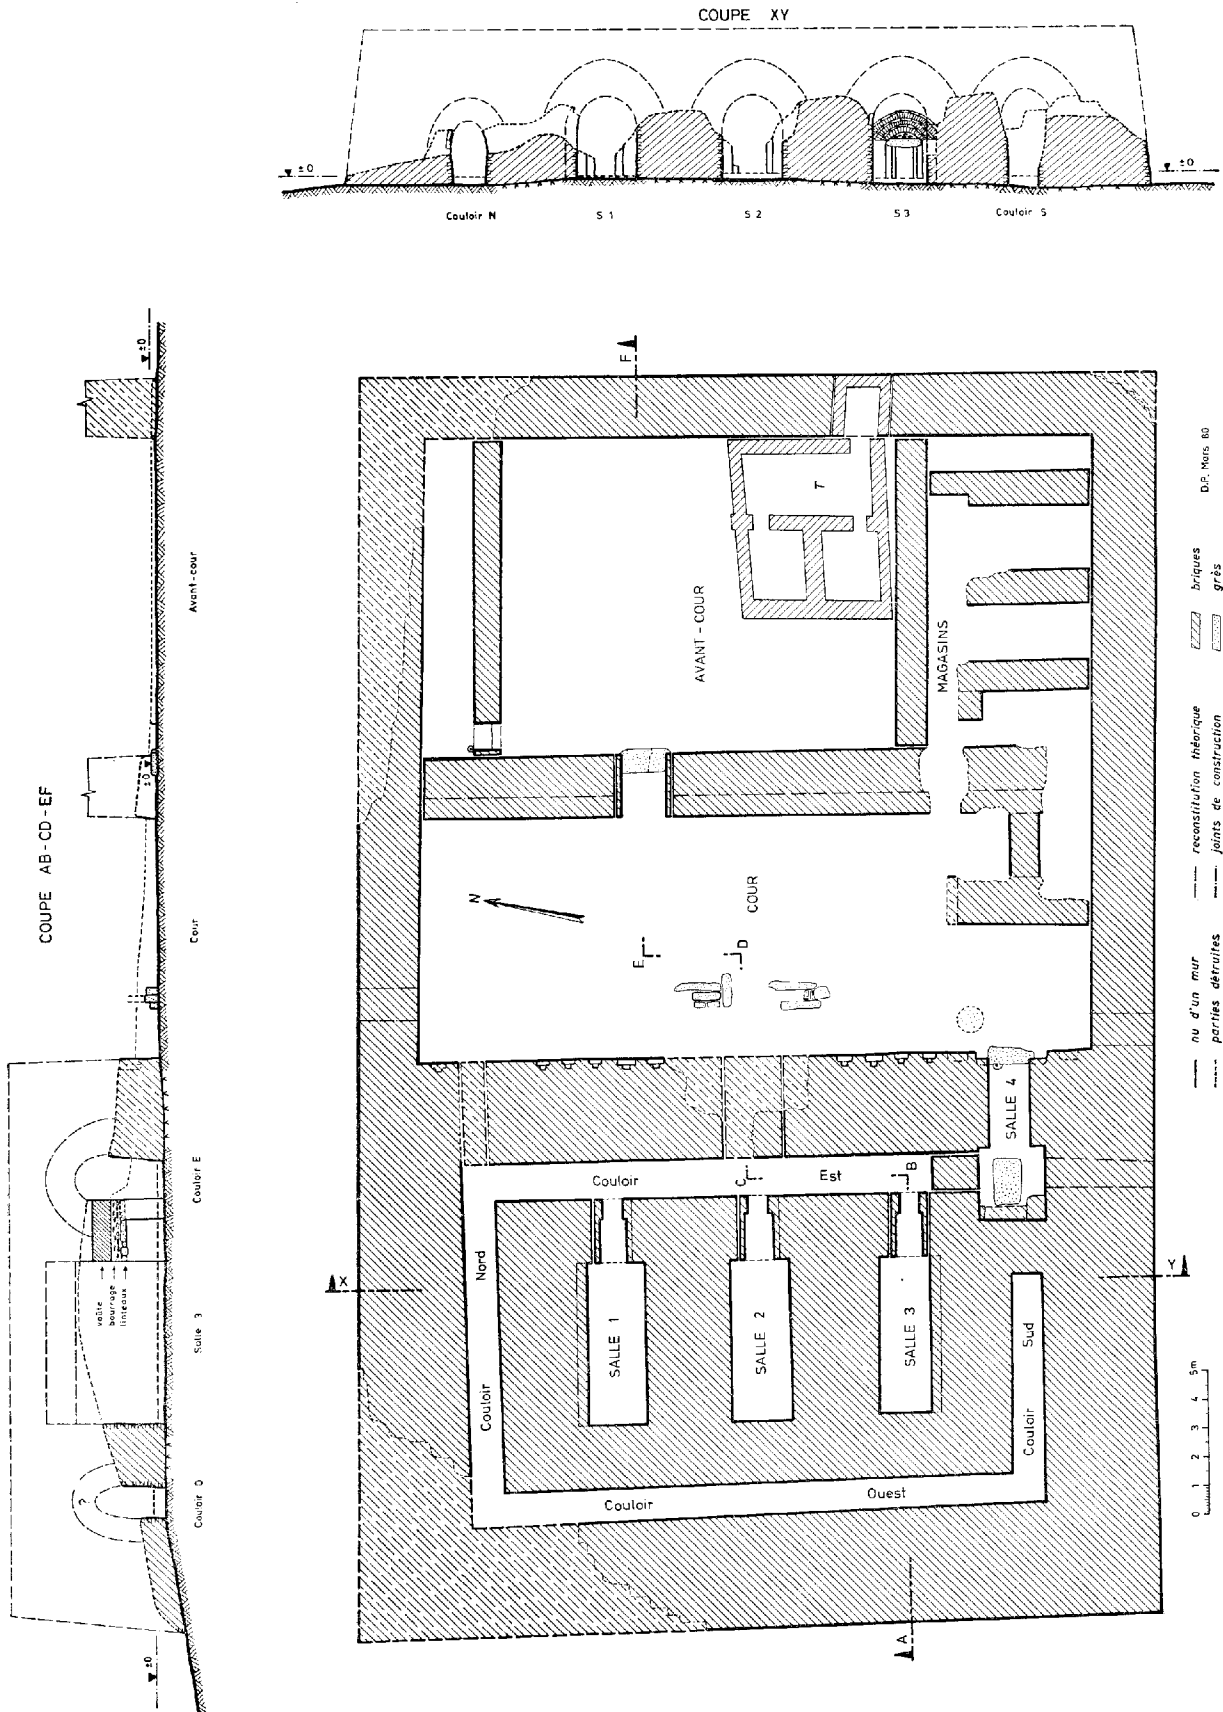 COUPE XY
±0
±0
Couloir N
S 1
S 2
S 3
Couloir S
COUPE AB-CD-EF
±0
±0
±0
Avant-cour
Cour
Couloir E
Salle 3
Couloir O
voûte
bourrage
linteaux
?
F
T
AVANT-COUR
MAGASINS
N
COUR
E
D
SALLE 4
Couloir
Est
C
B
Nord
Couloir
X
Y
SALLE 1
SALLE 2
SALLE 3
Sud
Couloir
Couloir
Ouest
A
0 1 2 3 4 5m
nu d'un mur
parties détruites
reconstitution théorique
joints de construction
briques
grès
D.P. Mars 80